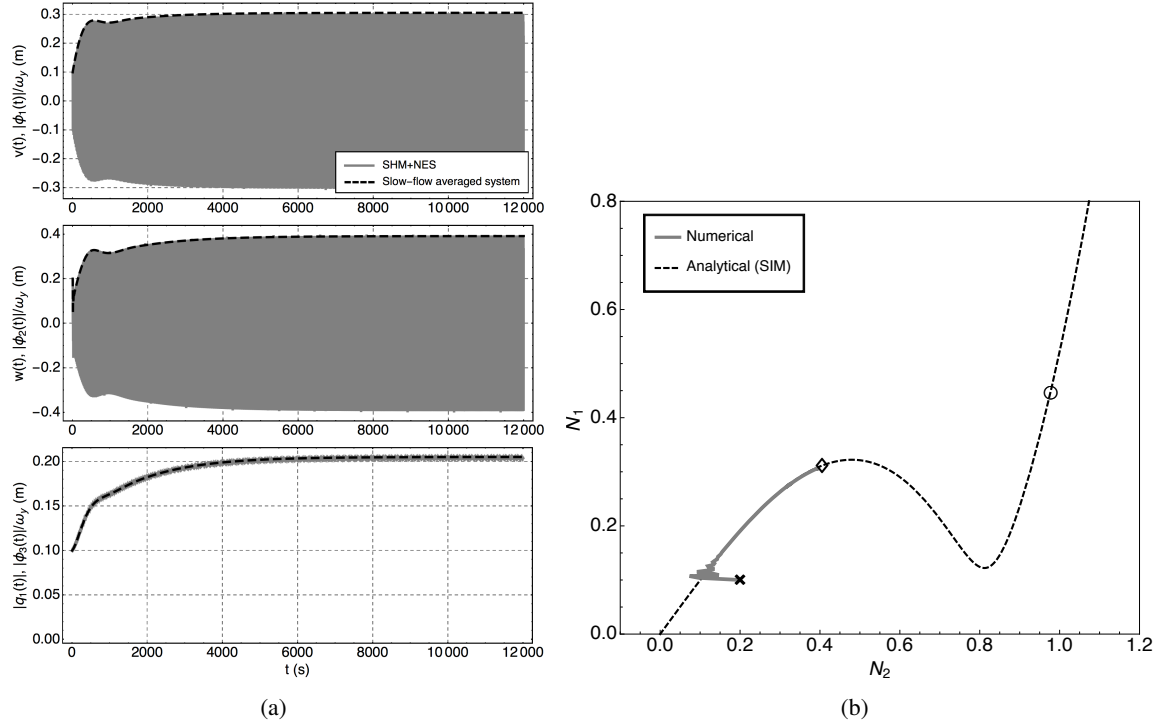 v(t), |ϕ1(t)|/ωy (m)
0.3
0.2
0.1
0.0
−0.1
−0.2
−0.3
SHM+NES
Slow−flow averaged system
0 2000 4000 6000 8000 10 000 12 000
w(t), |ϕ2(t)|/ωy (m)
0.4
0.2
0.0
−0.2
−0.4
0 2000 4000 6000 8000 10 000 12 000
|q1(t)|, |ϕ3(t)|/ωy (m)
0.20
0.15
0.10
0.05
0.00
0 2000 4000 6000 8000 10 000 12 000
t (s)
(a)
N1
0.8
0.6
0.4
0.2
0.0
Numerical
Analytical (SIM)
0.0 0.2 0.4 0.6 0.8 1.0 1.2
N2
(b)